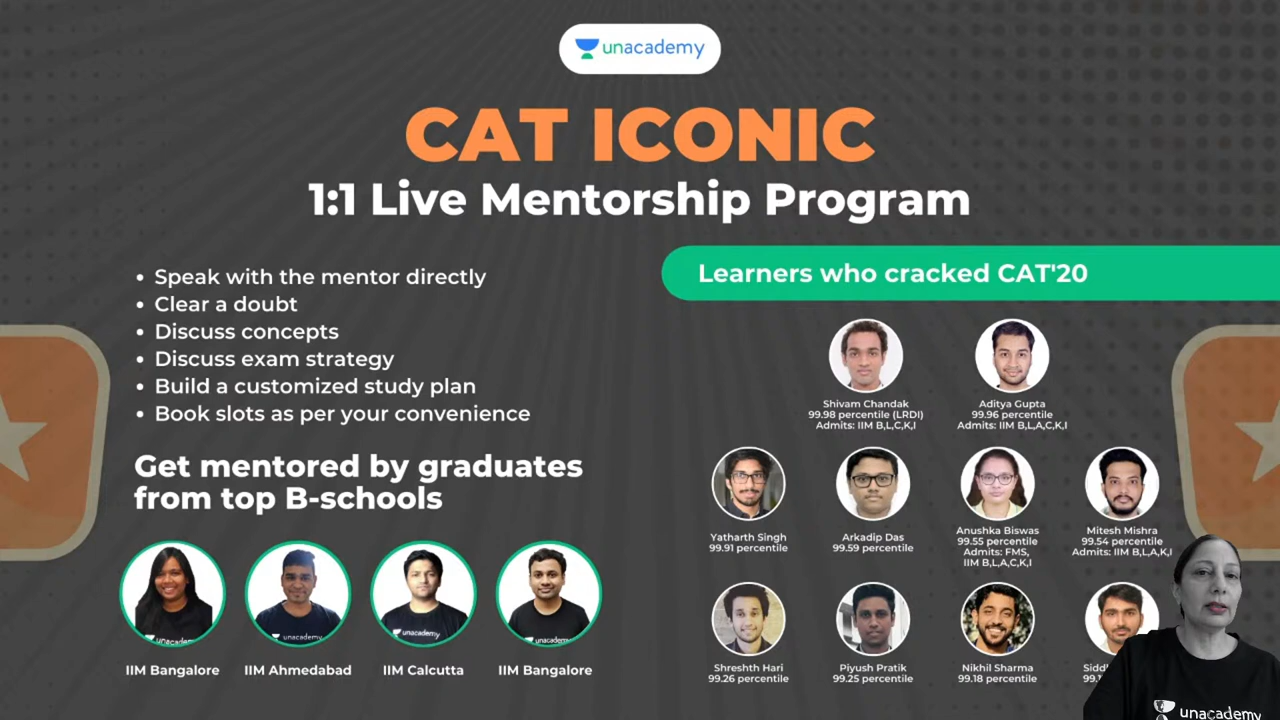 unacademy
CAT ICONIC
1:1 Live Mentorship Program
• Speak with the mentor directly
• Clear a doubt
• Discuss concepts
• Discuss exam strategy
• Build a customized study plan
• Book slots as per your convenience
Get mentored by graduates
from top B-schools
unacademy
unacademy
unacademy
unacademy
IIM Bangalore
IIM Ahmedabad
IIM Calcutta
IIM Bangalore
Learners who cracked CAT'20
Shivam Chandak
99.98 percentile (LRDI)
Admits: IIM B,L,C,K,I
Aditya Gupta
99.96 percentile
Admits: IIM B,L,A,C,K,I
Yatharth Singh
99.91 percentile
Arkadip Das
99.59 percentile
Anushka Biswas
99.55 percentile
Admits: FMS,
IIM B,L,A,C,K,I
Mitesh Mishra
99.54 percentile
Admits: IIM B,L,A,K,I
Shreshth Hari
99.26 percentile
Piyush Pratik
99.25 percentile
Nikhil Sharma
99.18 percentile
unacademy